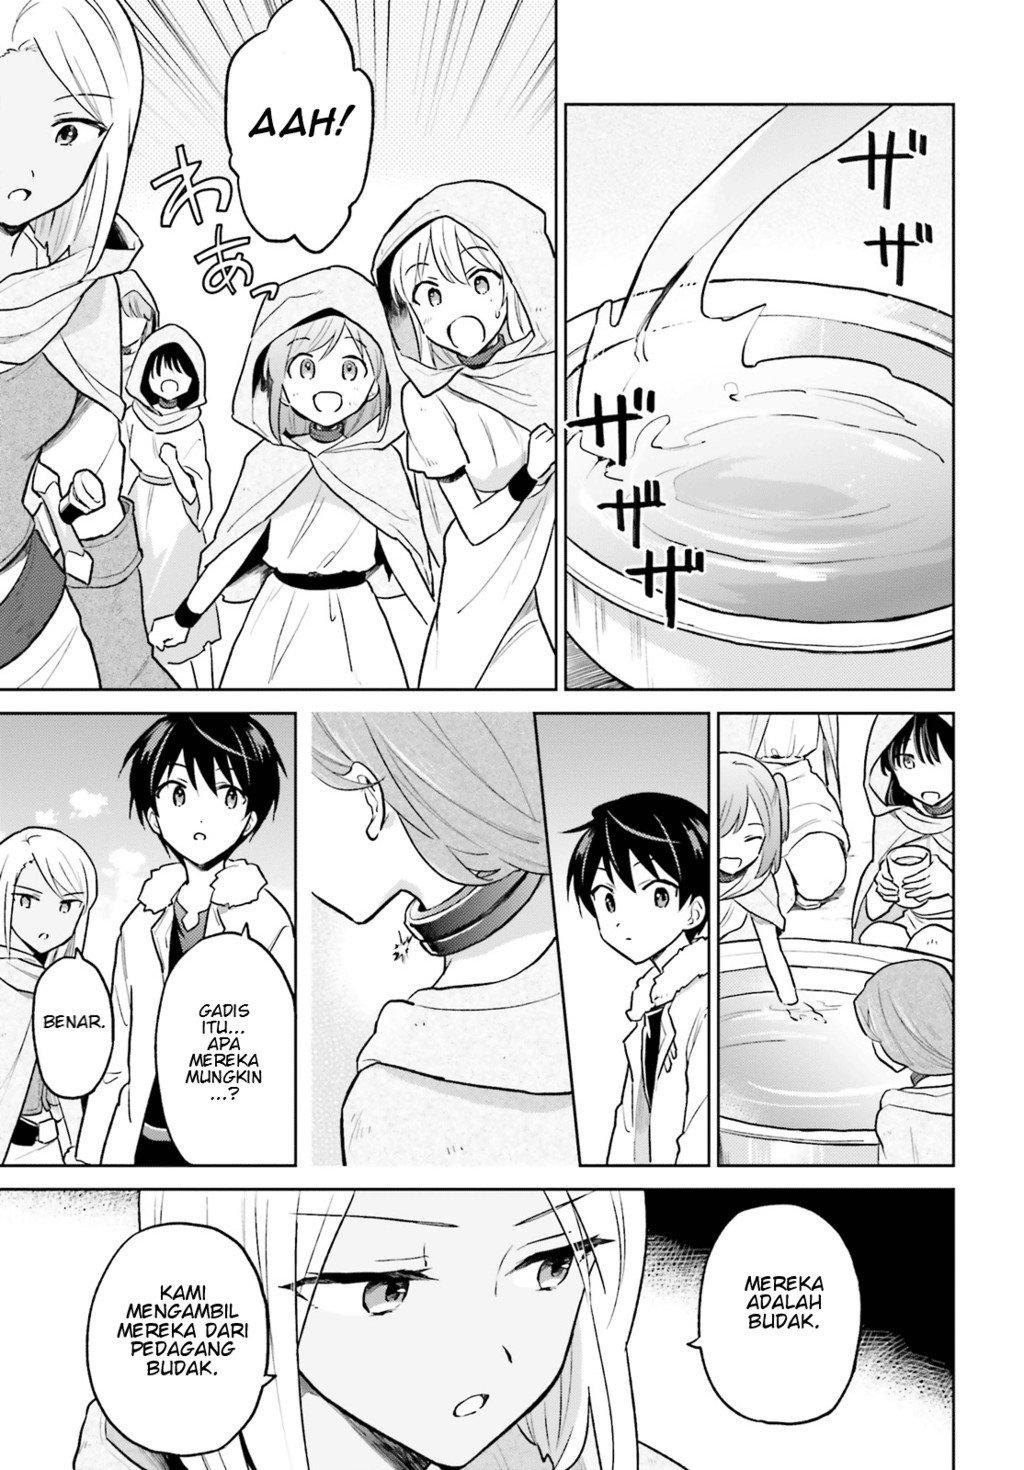 ザ
ザ
ザ
ザ
ザ
AAH!
わ
あぁっ
GADIS
ITU...
APA
MEREKA
MUNGKIN
...?
BENAR.
MEREKA
ADALAH
BUDAK.
KAMI
MENGAMBIL
MEREKA DARI
PEDAGANG
BUDAK.